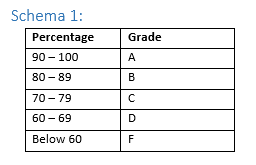 Schema 1:
Percentage Grade
90 – 100 A
80 – 89 B
70 – 79 C
60 – 69 D
Below 60 F